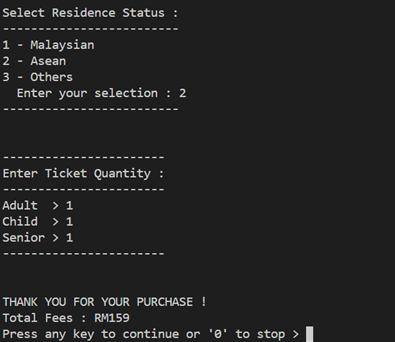 Select Residence Status :
-------------------------
1 - Malaysian
2 - Asean
3 - Others
  Enter your selection : 2
-------------------------
-----------------------
Enter Ticket Quantity :
-----------------------
Adult  > 1
Child  > 1
Senior > 1
-----------------------
THANK YOU FOR YOUR PURCHASE !
Total Fees : RM159
Press any key to continue or '0' to stop >